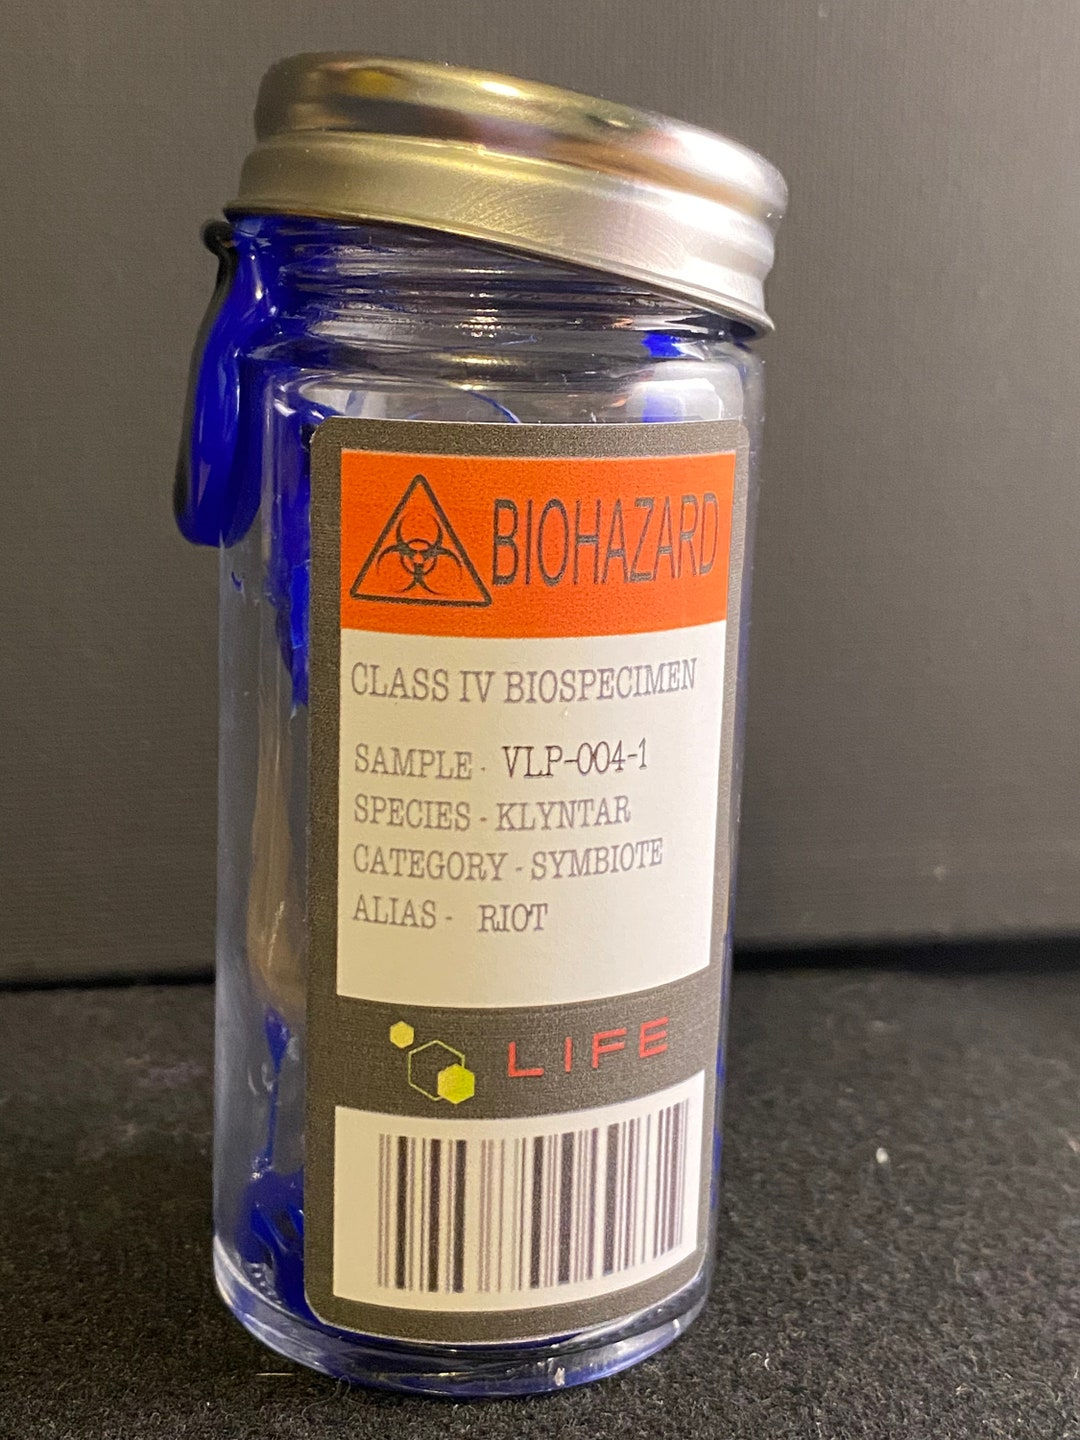 BIOHAZARD
CLASS IV BIOSPECIMEN
SAMPLE - VLP-004-1
SPECIES - KLYNTAR
CATEGORY - SYMBIOTE
ALIAS - RIOT
LIFE